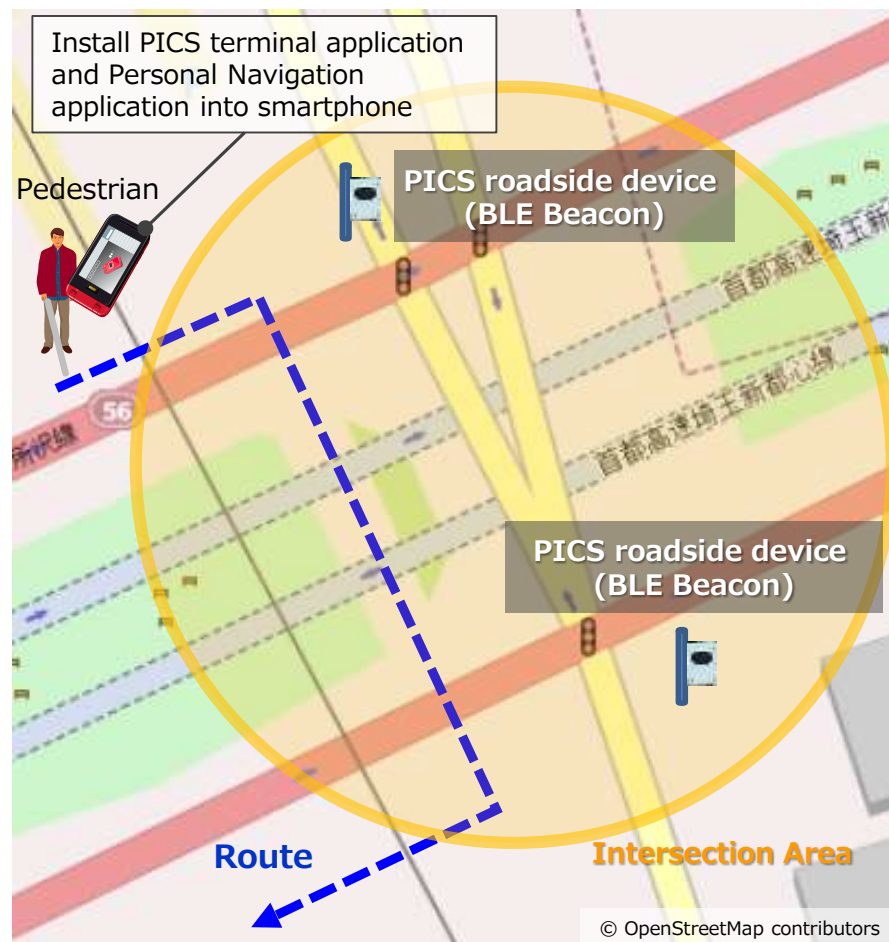 Install PICS terminal application
and Personal Navigation
application into smartphone
Pedestrian
PICS roadside device
(BLE Beacon)
首都高速埼玉新
56
所沢線
首都高速埼玉新都心線
PICS roadside device
(BLE Beacon)
Route
Intersection Area
© OpenStreetMap contributors